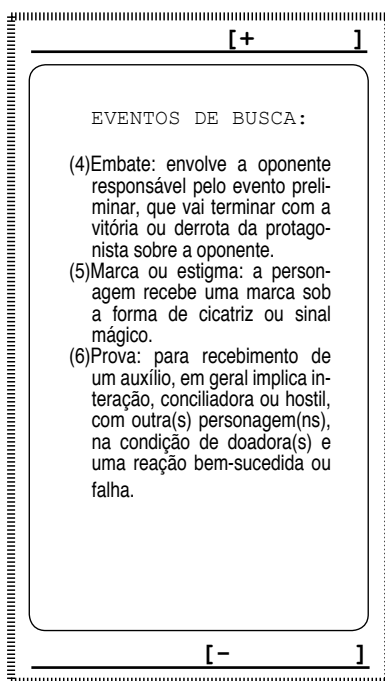 [+ ]
EVENTOS DE BUSCA:
(4)Embate: envolve a oponente
responsável pelo evento preli-
minar, que vai terminar com a
vitória ou derrota da protago-
nista sobre a oponente.
(5)Marca ou estigma: a person-
agem recebe uma marca sob
a forma de cicatriz ou sinal
mágico.
(6)Prova: para recebimento de
um auxílio, em geral implica in-
teração, conciliadora ou hostil,
com outra(s) personagem(ns),
na condição de doadora(s) e
uma reação bem-sucedida ou
falha.
[- ]